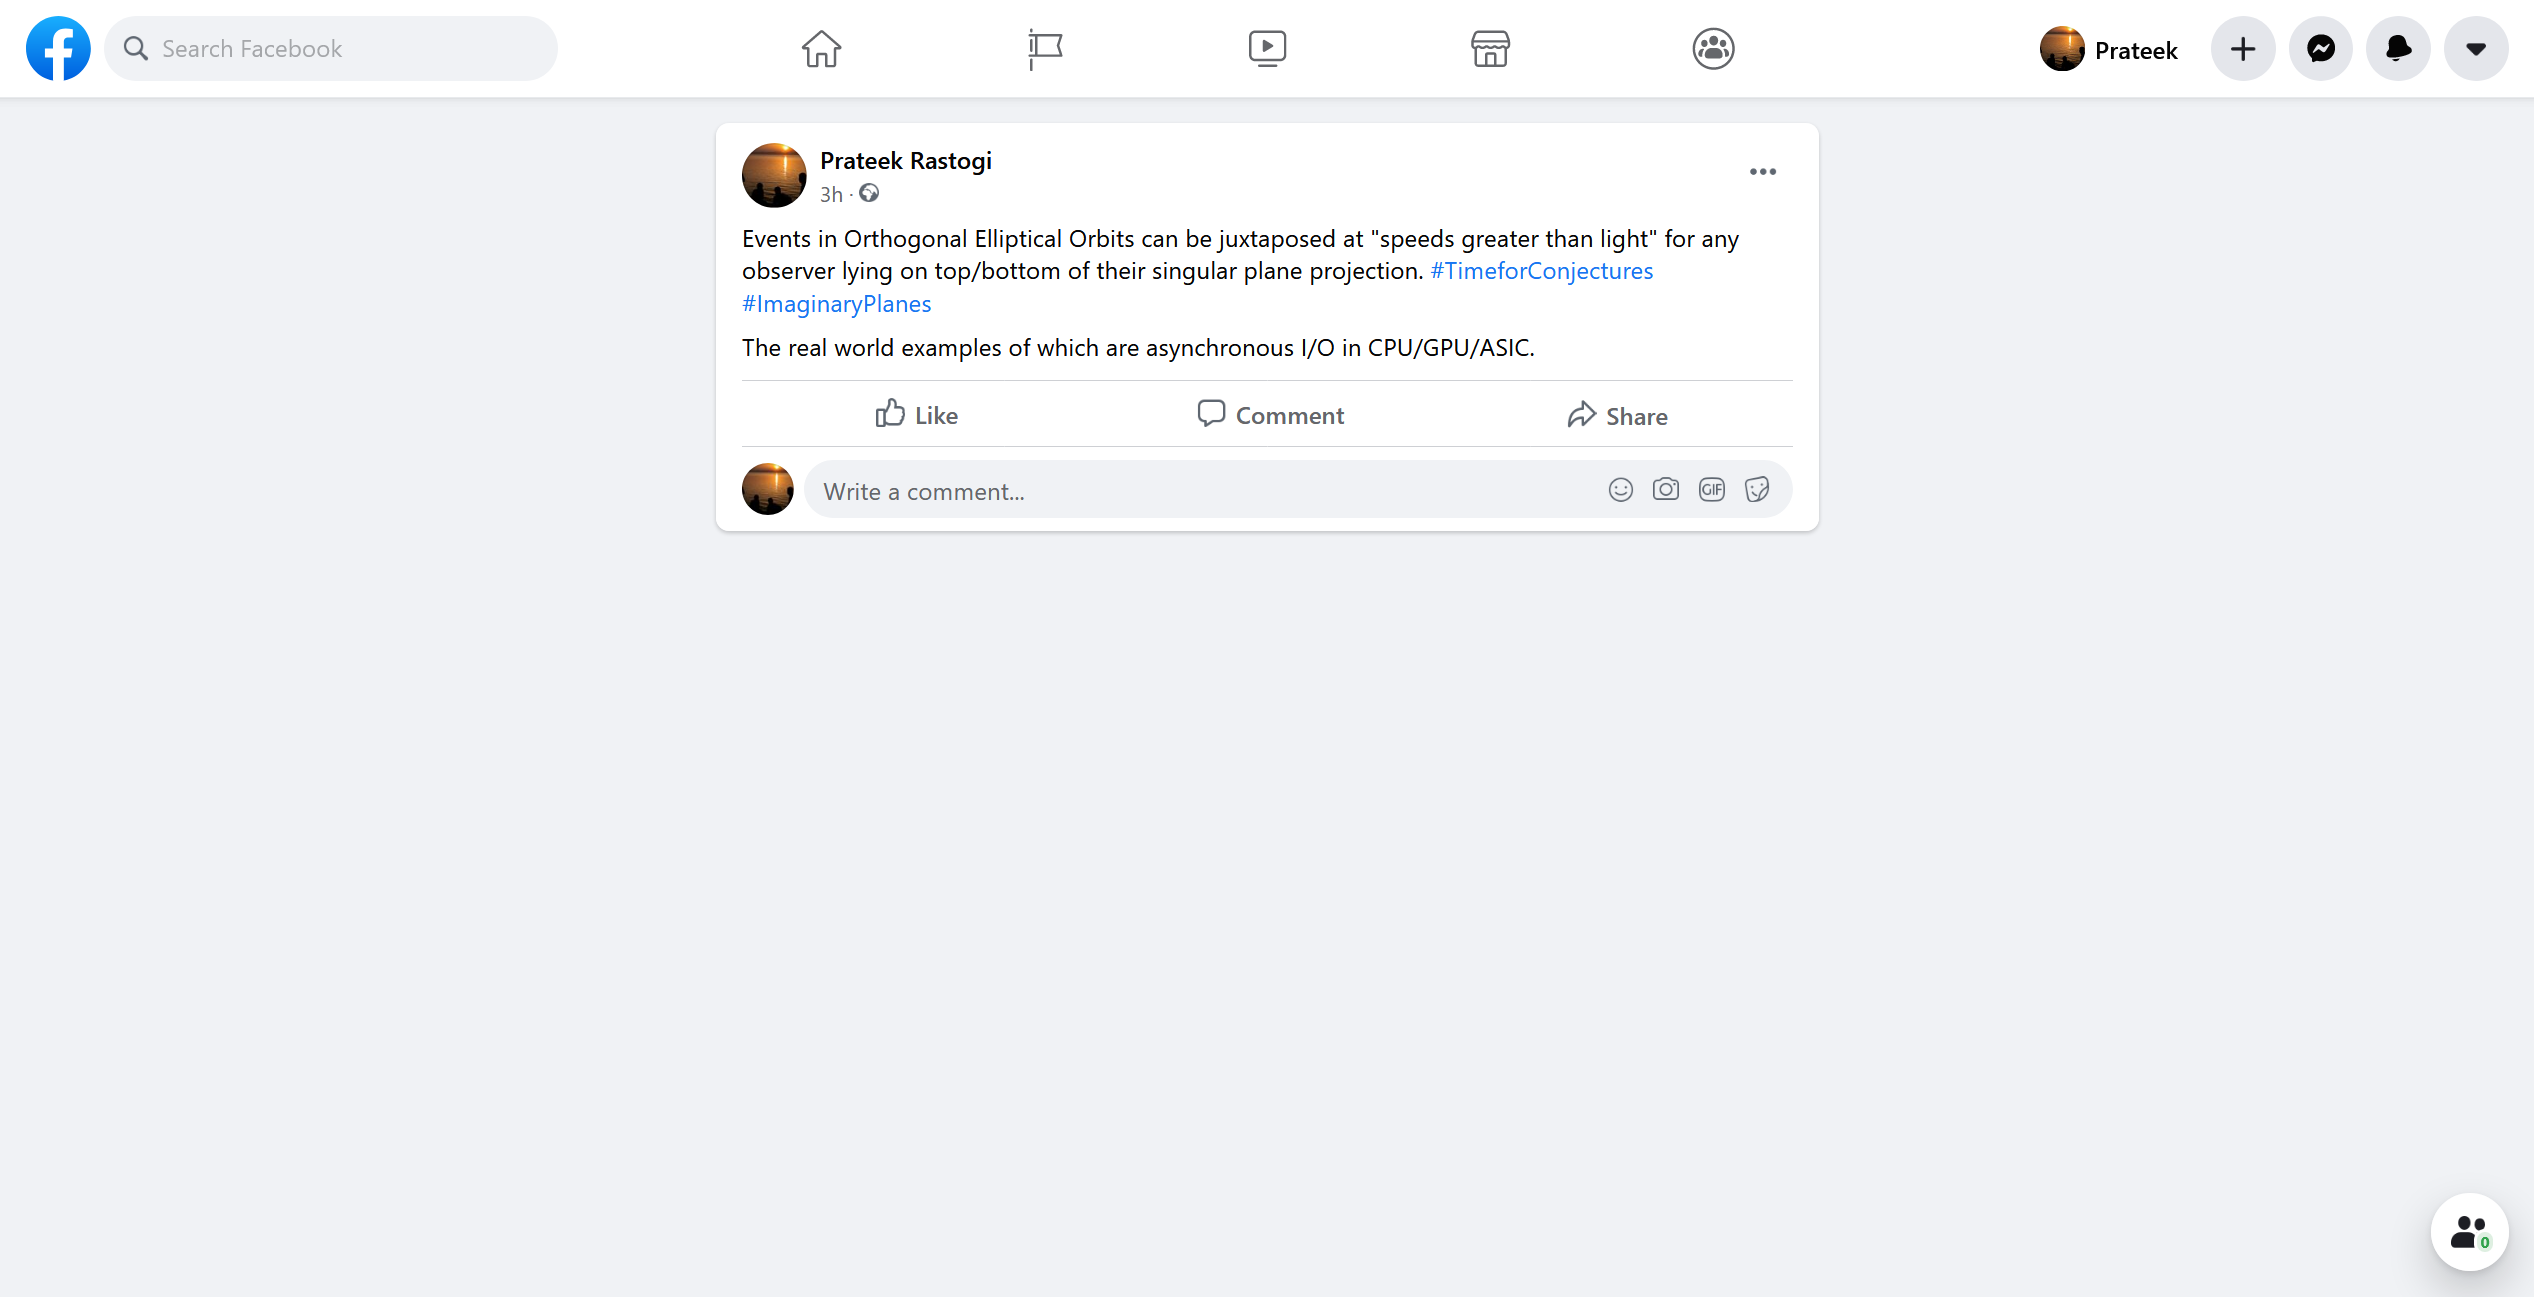 Search Facebook
Prateek
Prateek Rastogi
3h ·
Events in Orthogonal Elliptical Orbits can be juxtaposed at "speeds greater than light" for any
observer lying on top/bottom of their singular plane projection. #TimeforConjectures
#ImaginaryPlanes
The real world examples of which are asynchronous I/O in CPU/GPU/ASIC.
Like
Comment
Share
Write a comment...
GIF
0